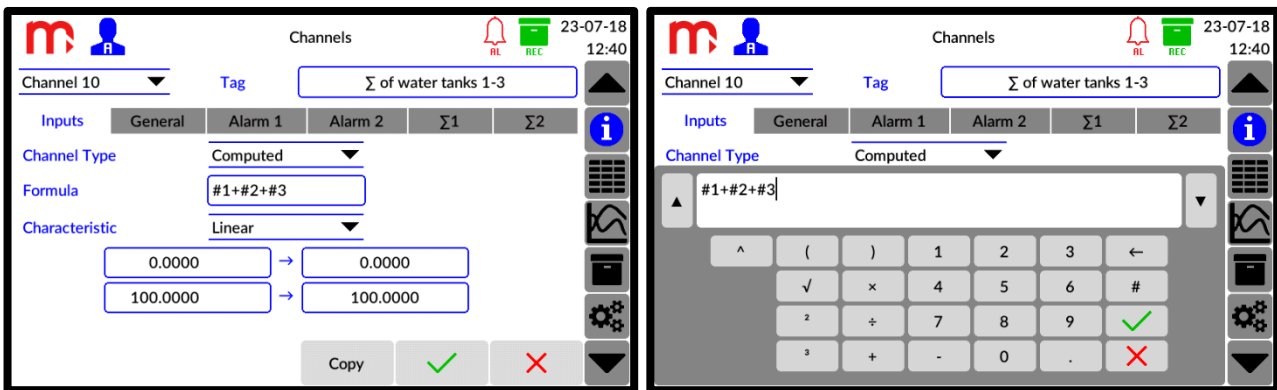 Channels
AL
REC
23-07-18
12:40
A
Channel 10
Tag
∑ of water tanks 1-3
Inputs General Alarm 1 Alarm 2 ∑1 ∑2
i
Channel Type Computed
Formula #1+#2+#3
Characteristic Linear
0.0000 → 0.0000
100.0000 → 100.0000
Copy
Channels
AL
REC
23-07-18
12:40
A
Channel 10
Tag
∑ of water tanks 1-3
Inputs General Alarm 1 Alarm 2 ∑1 ∑2
i
Channel Type Computed
#1+#2+#3
^ ( ) 1 2 3 ←
√ × 4 5 6 #
² ÷ 7 8 9
³ + - 0 .